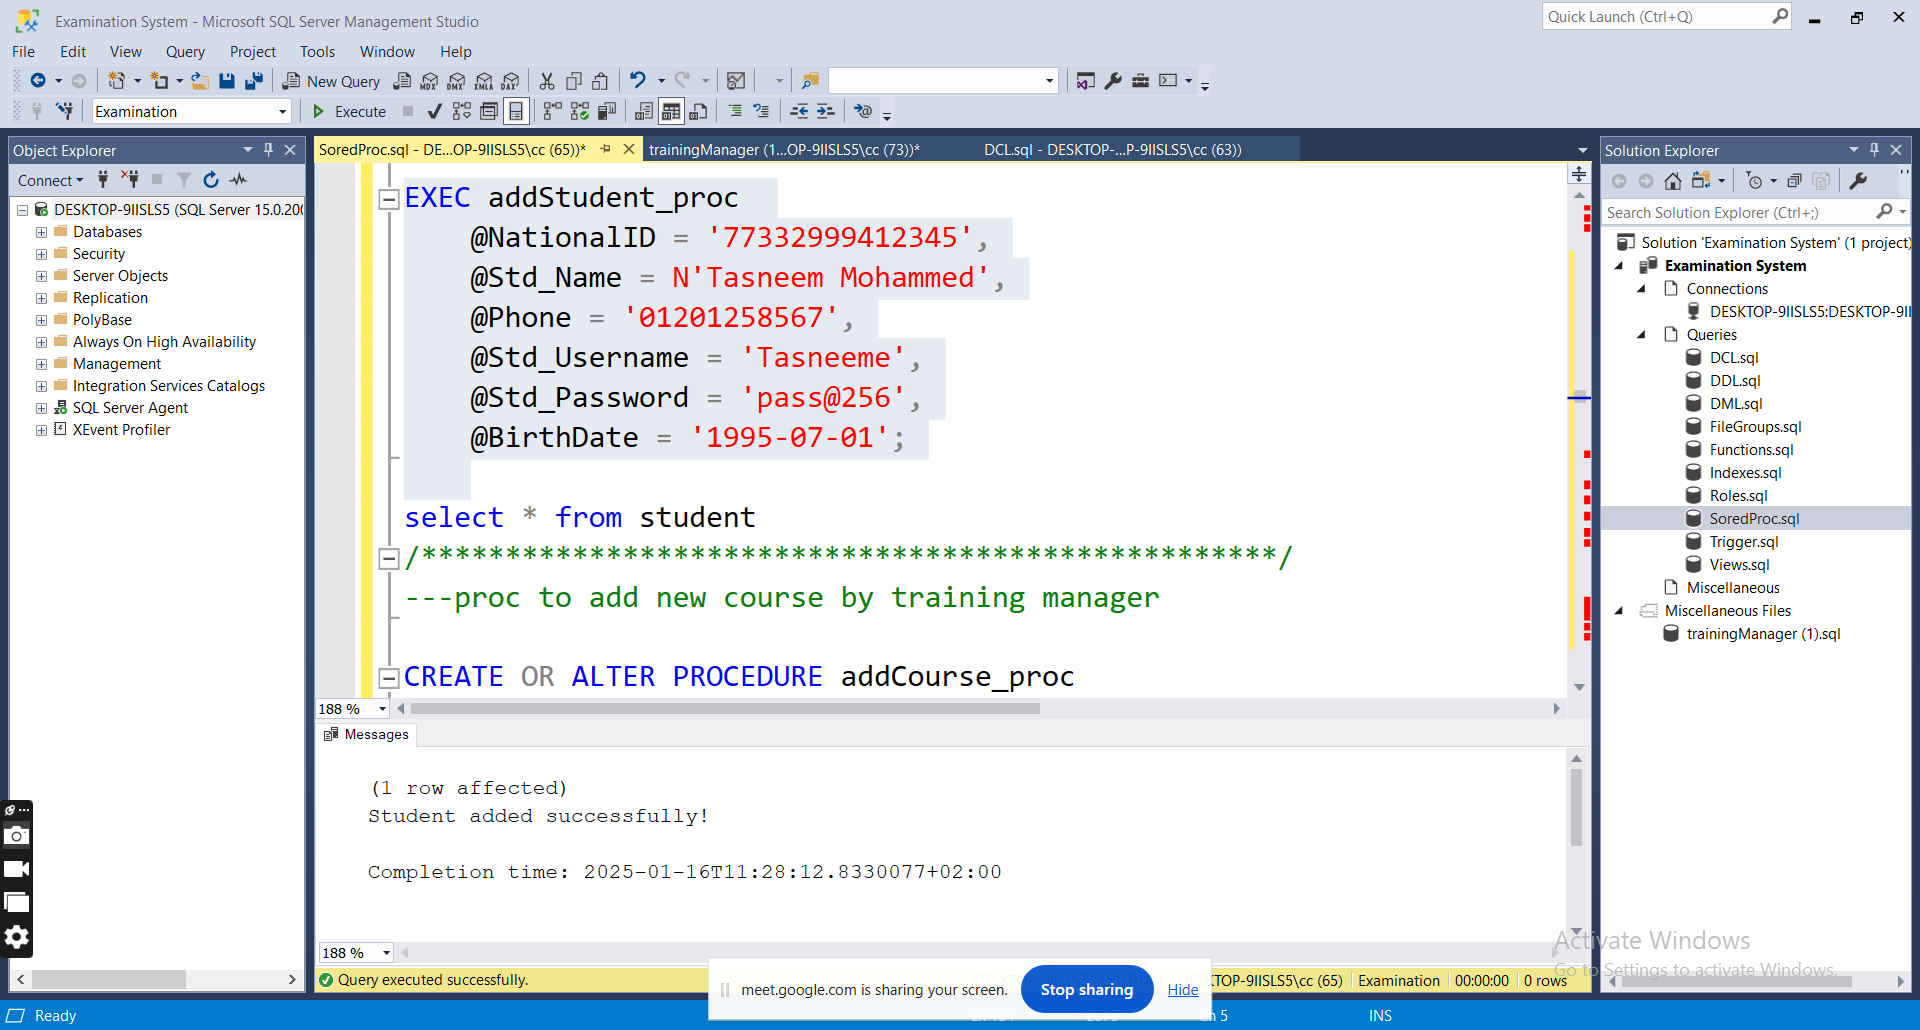 Examination System - Microsoft SQL Server Management Studio
Quick Launch (Ctrl+Q)
File Edit View Query Project Tools Window Help
New Query MDX DMX XMLA DAX
Examination Execute
Object Explorer
SoredProc.sql - DE...OP-9IISLS5\cc (65))* trainingManager (1...OP-9IISLS5\cc (73))* DCL.sql - DESKTOP-...P-9IISLS5\cc (63))
Solution Explorer
Connect
Search Solution Explorer (Ctrl+;)
DESKTOP-9IISLS5 (SQL Server 15.0.200
Databases
Security
Server Objects
Replication
PolyBase
Always On High Availability
Management
Integration Services Catalogs
SQL Server Agent
XEvent Profiler
EXEC addStudent_proc
@NationalID = '77332999412345',
@Std_Name = N'Tasneem Mohammed',
@Phone = '01201258567',
@Std_Username = 'Tasneeme',
@Std_Password = 'pass@256',
@BirthDate = '1995-07-01';
select * from student
/***************************************************/
---proc to add new course by training manager
CREATE OR ALTER PROCEDURE addCourse_proc
188 %
Messages
(1 row affected)
Student added successfully!
Completion time: 2025-01-16T11:28:12.8330077+02:00
188 %
Query executed successfully.
TOP-9IISLS5\cc (65) Examination 00:00:00 0 rows
Solution 'Examination System' (1 project)
Examination System
Connections
DESKTOP-9IISLS5:DESKTOP-9II
Queries
DCL.sql
DDL.sql
DML.sql
FileGroups.sql
Functions.sql
Indexes.sql
Roles.sql
SoredProc.sql
Trigger.sql
Views.sql
Miscellaneous
Miscellaneous Files
trainingManager (1).sql
Activate Windows
Go to Settings to activate Windows.
meet.google.com is sharing your screen. Stop sharing Hide
Ready INS